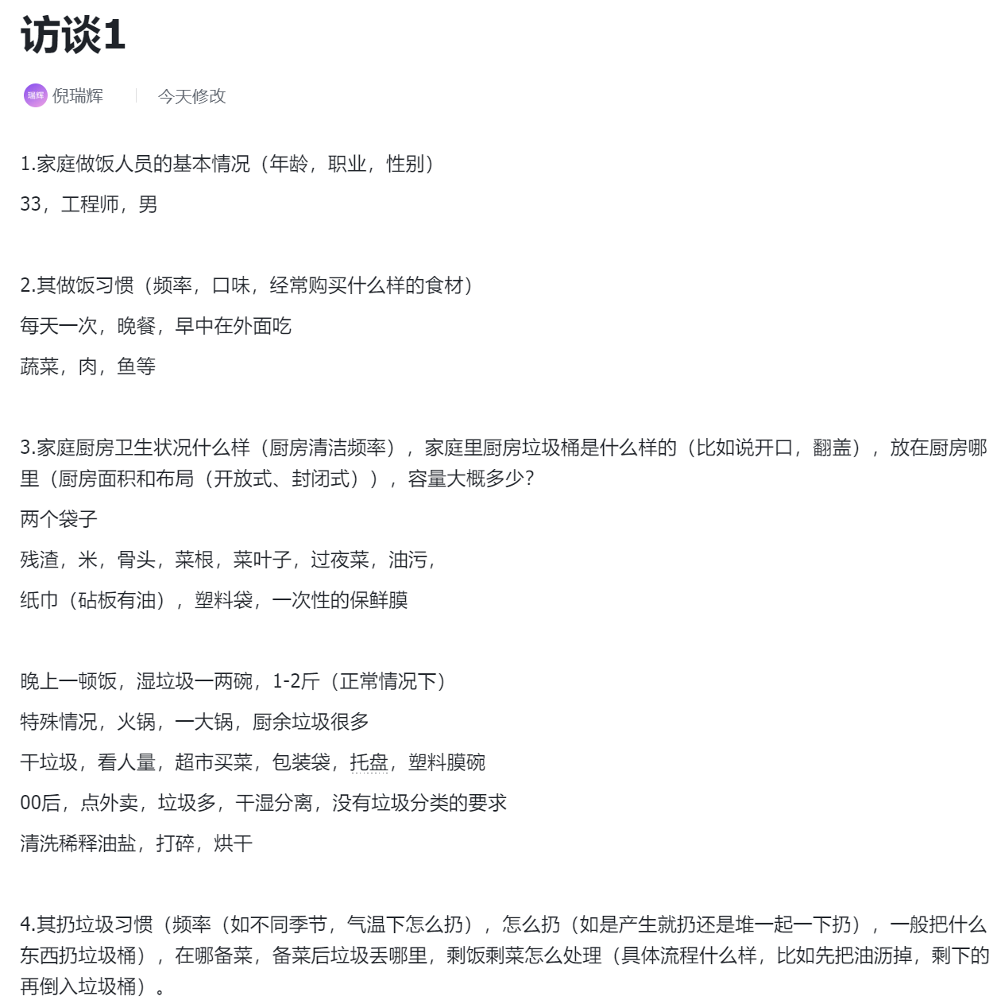 访谈1
瑞辉 倪瑞辉 今天修改
1.家庭做饭人员的基本情况（年龄，职业，性别）
33，工程师，男
2.其做饭习惯（频率，口味，经常购买什么样的食材）
每天一次，晚餐，早中在外面吃
蔬菜，肉，鱼等
3.家庭厨房卫生状况什么样（厨房清洁频率），家庭里厨房垃圾桶是什么样的（比如说开口，翻盖），放在厨房哪
里（厨房面积和布局（开放式、封闭式）），容量大概多少？
两个袋子
残渣，米，骨头，菜根，菜叶子，过夜菜，油污，
纸巾（砧板有油），塑料袋，一次性的保鲜膜
晚上一顿饭，湿垃圾一两碗，1-2斤（正常情况下）
特殊情况，火锅，一大锅，厨余垃圾很多
干垃圾，看人量，超市买菜，包装袋，托盘，塑料膜碗
00后，点外卖，垃圾多，干湿分离，没有垃圾分类的要求
清洗稀释油盐，打碎，烘干
4.其扔垃圾习惯（频率（如不同季节，气温下怎么扔），怎么扔（如是产生就扔还是堆一起一下扔），一般把什么
东西扔垃圾桶），在哪备菜，备菜后垃圾丢哪里，剩饭剩菜怎么处理（具体流程什么样，比如先把油沥掉，剩下的
再倒入垃圾桶）。